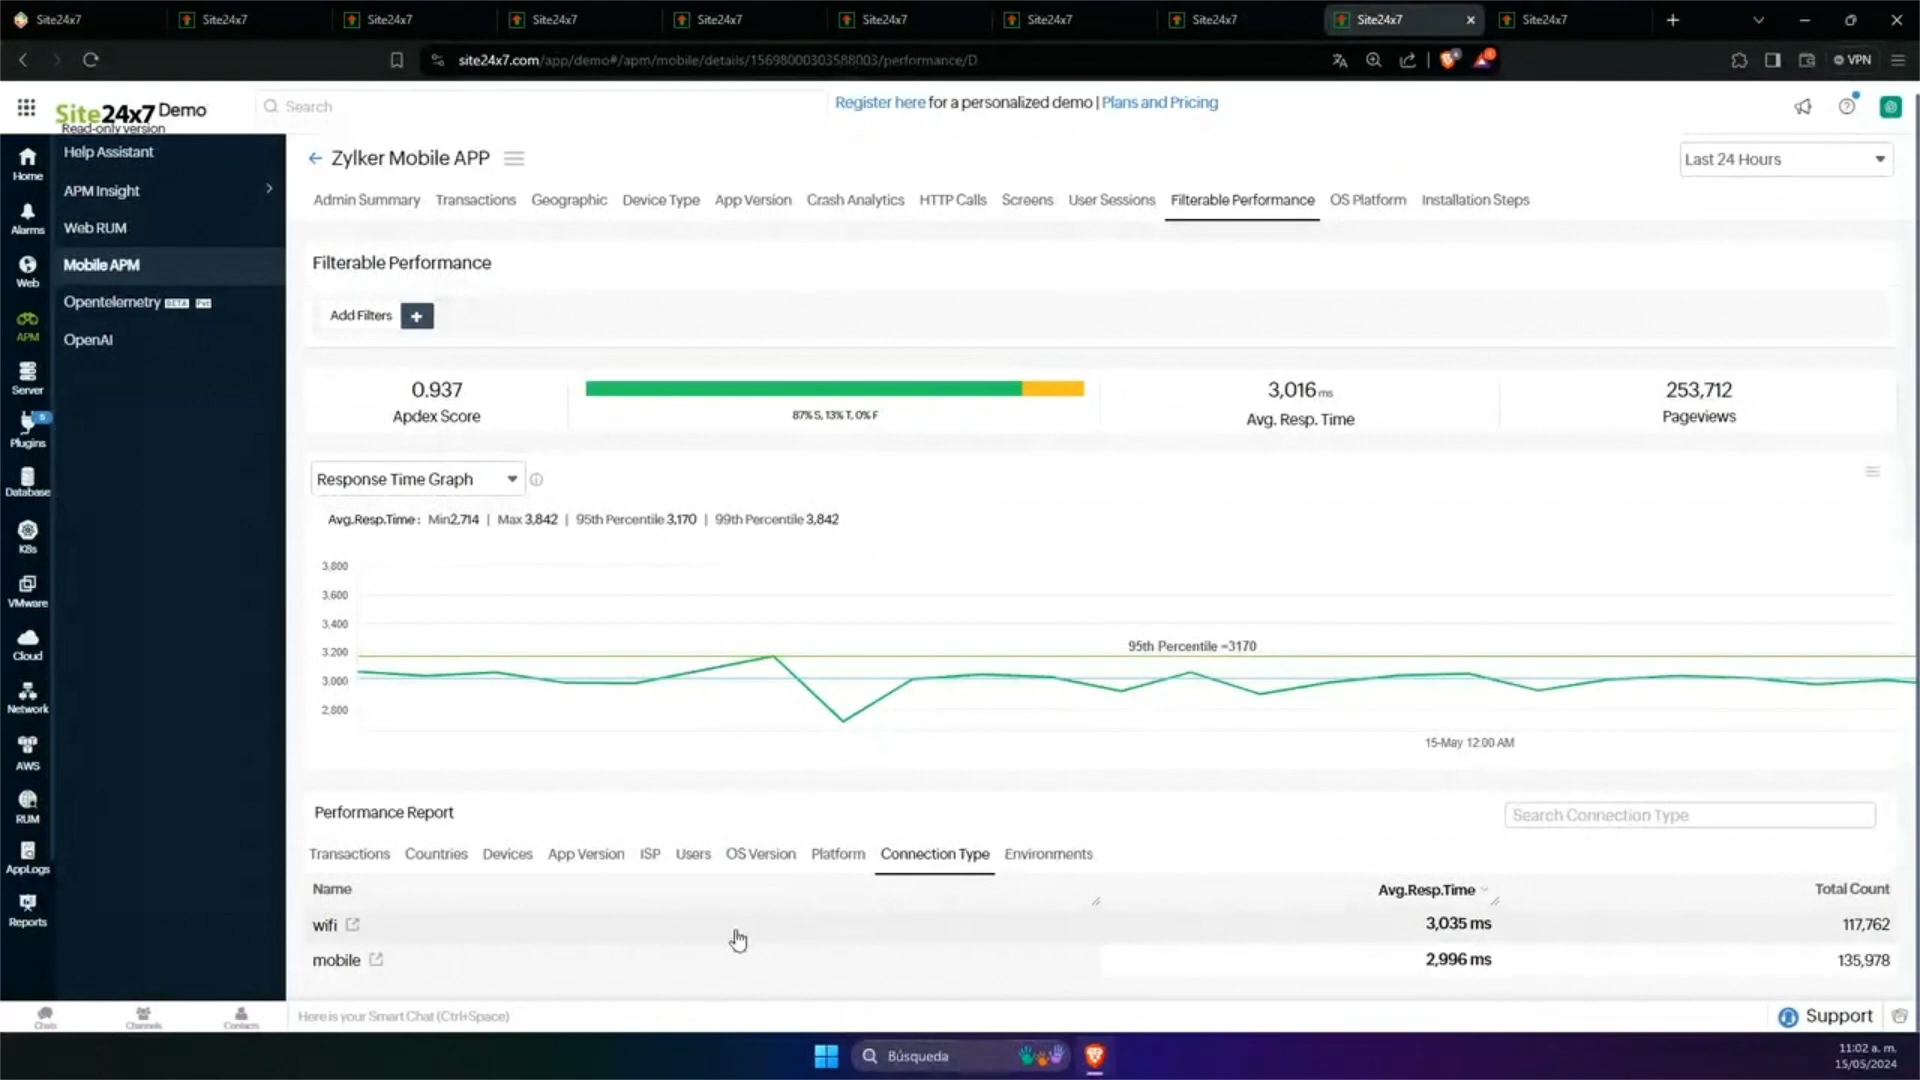 Site24x7
Site24x7
Site24x7
Site24x7
Site24x7
Site24x7
Site24x7
Site24x7
Site24x7
Site24x7
site24x7.com/app/demo#/apm/mobile/details/15698000303588003/performance/D
VPN
Site24x7 Demo
Read-only version
Search
Register here for a personalized demo | Plans and Pricing
Home
Alarms
Web
APM
Server
Plugins
5
Database
K8s
VMware
Cloud
Network
AWS
RUM
AppLogs
Reports
Help Assistant
APM Insight
Web RUM
Mobile APM
Opentelemetry BETA
OpenAI
Zylker Mobile APP
Last 24 Hours
Admin Summary Transactions Geographic Device Type App Version Crash Analytics HTTP Calls Screens User Sessions Filterable Performance OS Platform Installation Steps
Filterable Performance
Add Filters +
0.937
Apdex Score
87% S, 13% T, 0% F
3,016 ms
Avg. Resp. Time
253,712
Pageviews
Response Time Graph
Avg.Resp.Time : Min2,714 | Max 3,842 | 95th Percentile 3,170 | 99th Percentile 3,842
3,800
3,600
3,400
3,200
3,000
2,800
95th Percentile =3170
15-May 12:00 AM
Performance Report
Search Connection Type
Transactions Countries Devices App Version ISP Users OS Version Platform Connection Type Environments
Name Avg.Resp.Time Total Count
wifi 3,035 ms 117,762
mobile 2,996 ms 135,978
Chats Channels Contacts
Here is your Smart Chat (Ctrl+Space)
Support
Búsqueda
11:02 a. m.
15/05/2024